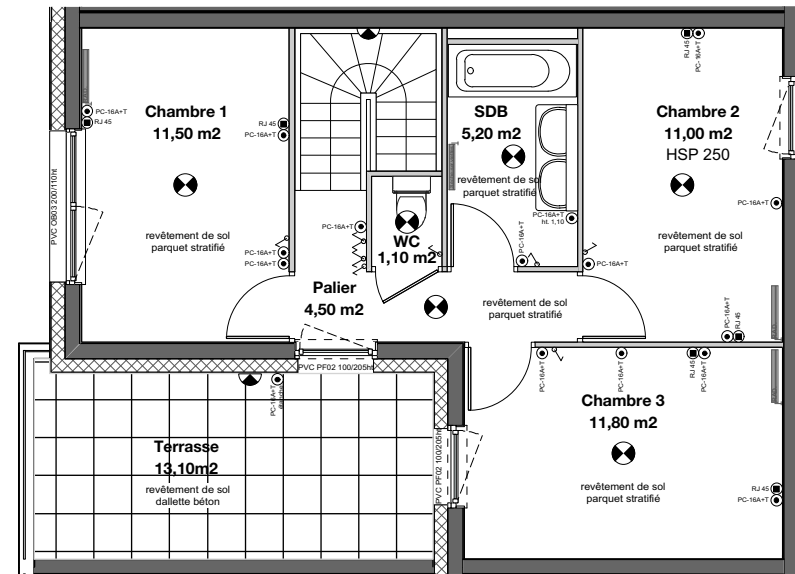 Chambre 1
11,50 m2
revêtement de sol
parquet stratifié
PC-16A+T
RJ 45
RJ 45
PC-16A+T
PC-16A+T
PC-16A+T
PVC OB03 200/110ht
SDB
5,20 m2
revêtement de sol
parquet stratifié
PC-16A+T
ht. 1,10
PC-16A+T
Chambre 2
11,00 m2
HSP 250
revêtement de sol
parquet stratifié
RJ 45
PC-16A+T
PC-16A+T
PC-16A+T
PC-16A+T
RJ 45
WC
1,10 m2
PC-16A+T
Palier
4,50 m2
revêtement de sol
parquet stratifié
PVC PF02 100/205ht
Terrasse
13,10m2
revêtement de sol
dallette béton
PC-16A+T
étanche
PVC PF02 100/205ht
Chambre 3
11,80 m2
revêtement de sol
parquet stratifié
PC-16A+T
PC-16A+T
RJ 45
PC-16A+T
RJ 45
PC-16A+T